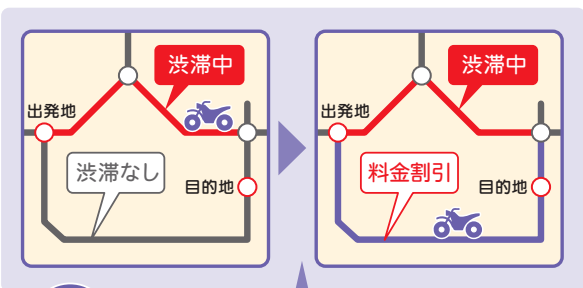 渋滞中
出発地
渋滞なし
目的地
渋滞中
出発地
料金割引
目的地